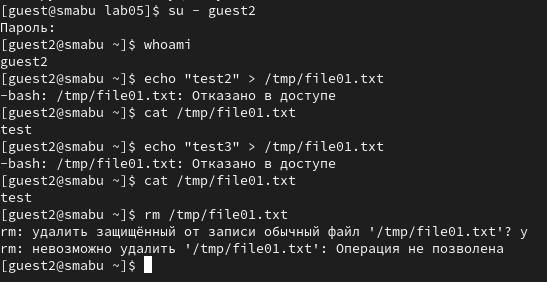 [guest@smabu lab05]$ su - guest2
Пароль:
[guest2@smabu ~]$ whoami
guest2
[guest2@smabu ~]$ echo "test2" > /tmp/file01.txt
-bash: /tmp/file01.txt: Отказано в доступе
[guest2@smabu ~]$ cat /tmp/file01.txt
test
[guest2@smabu ~]$ echo "test3" > /tmp/file01.txt
-bash: /tmp/file01.txt: Отказано в доступе
[guest2@smabu ~]$ cat /tmp/file01.txt
test
[guest2@smabu ~]$ rm /tmp/file01.txt
rm: удалить защищённый от записи обычный файл '/tmp/file01.txt'? y
rm: невозможно удалить '/tmp/file01.txt': Операция не позволена
[guest2@smabu ~]$